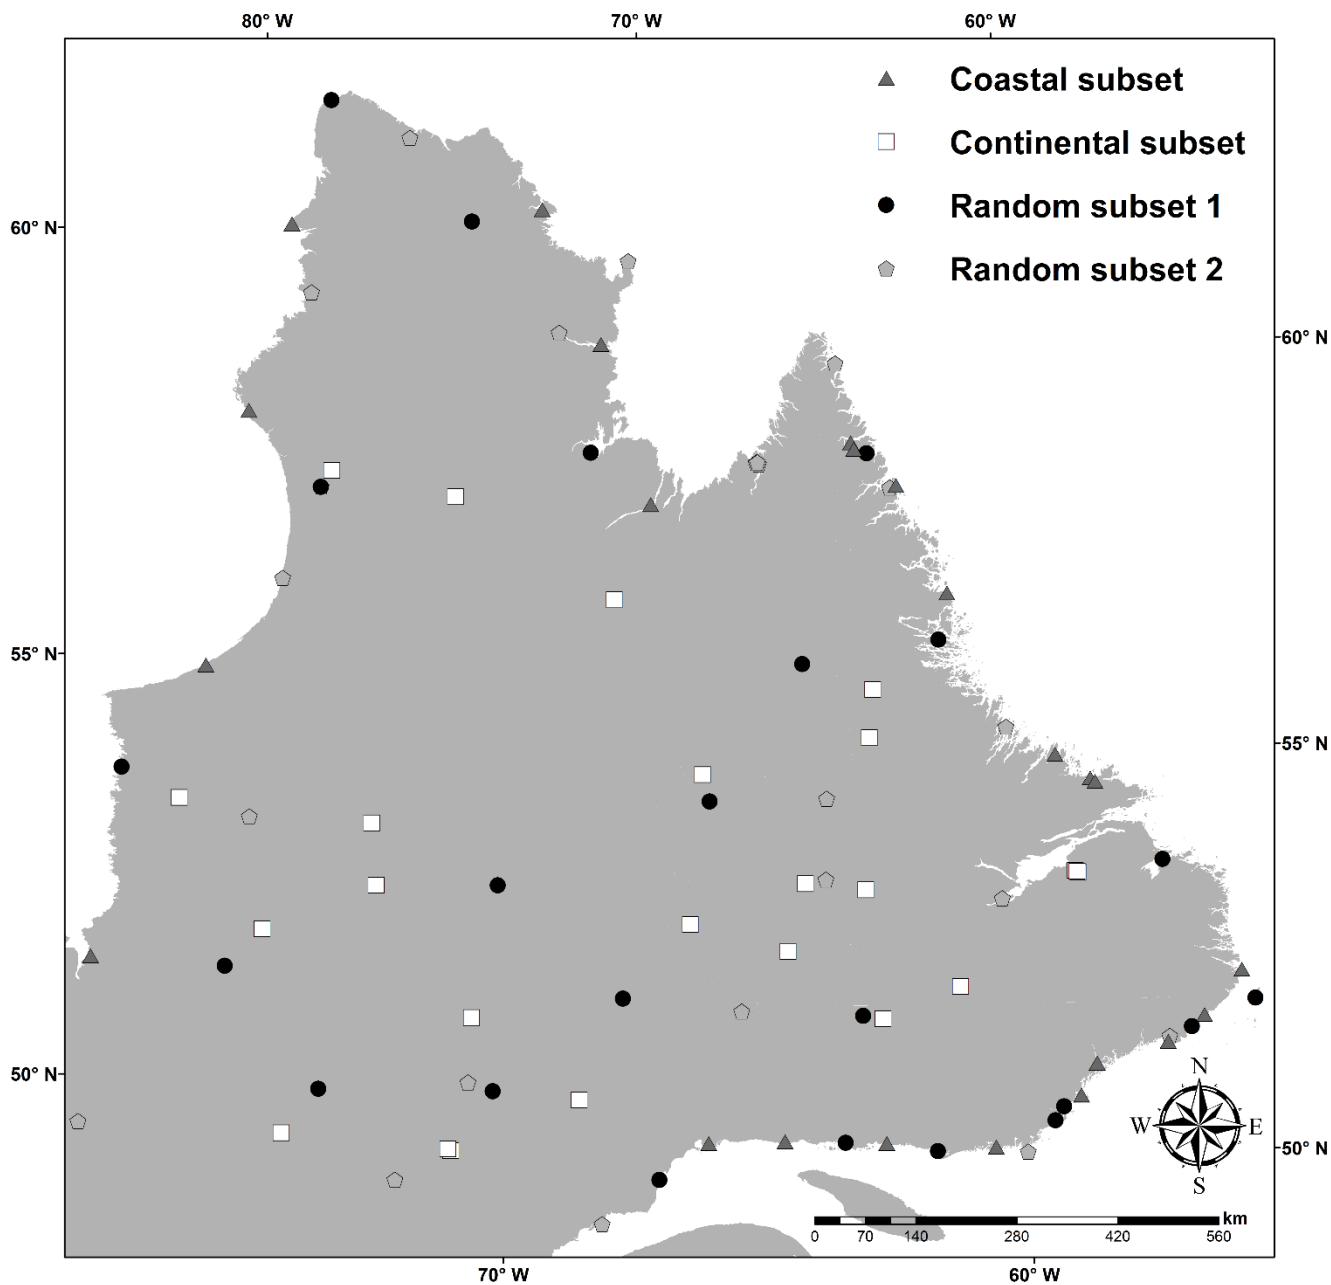 80° W 70° W 60° W
Coastal subset
Continental subset
Random subset 1
Random subset 2
60° N
60° N
55° N
55° N
50° N
N
W E
S
50° N
km
0 70 140 280 420 560
70° W 60° W